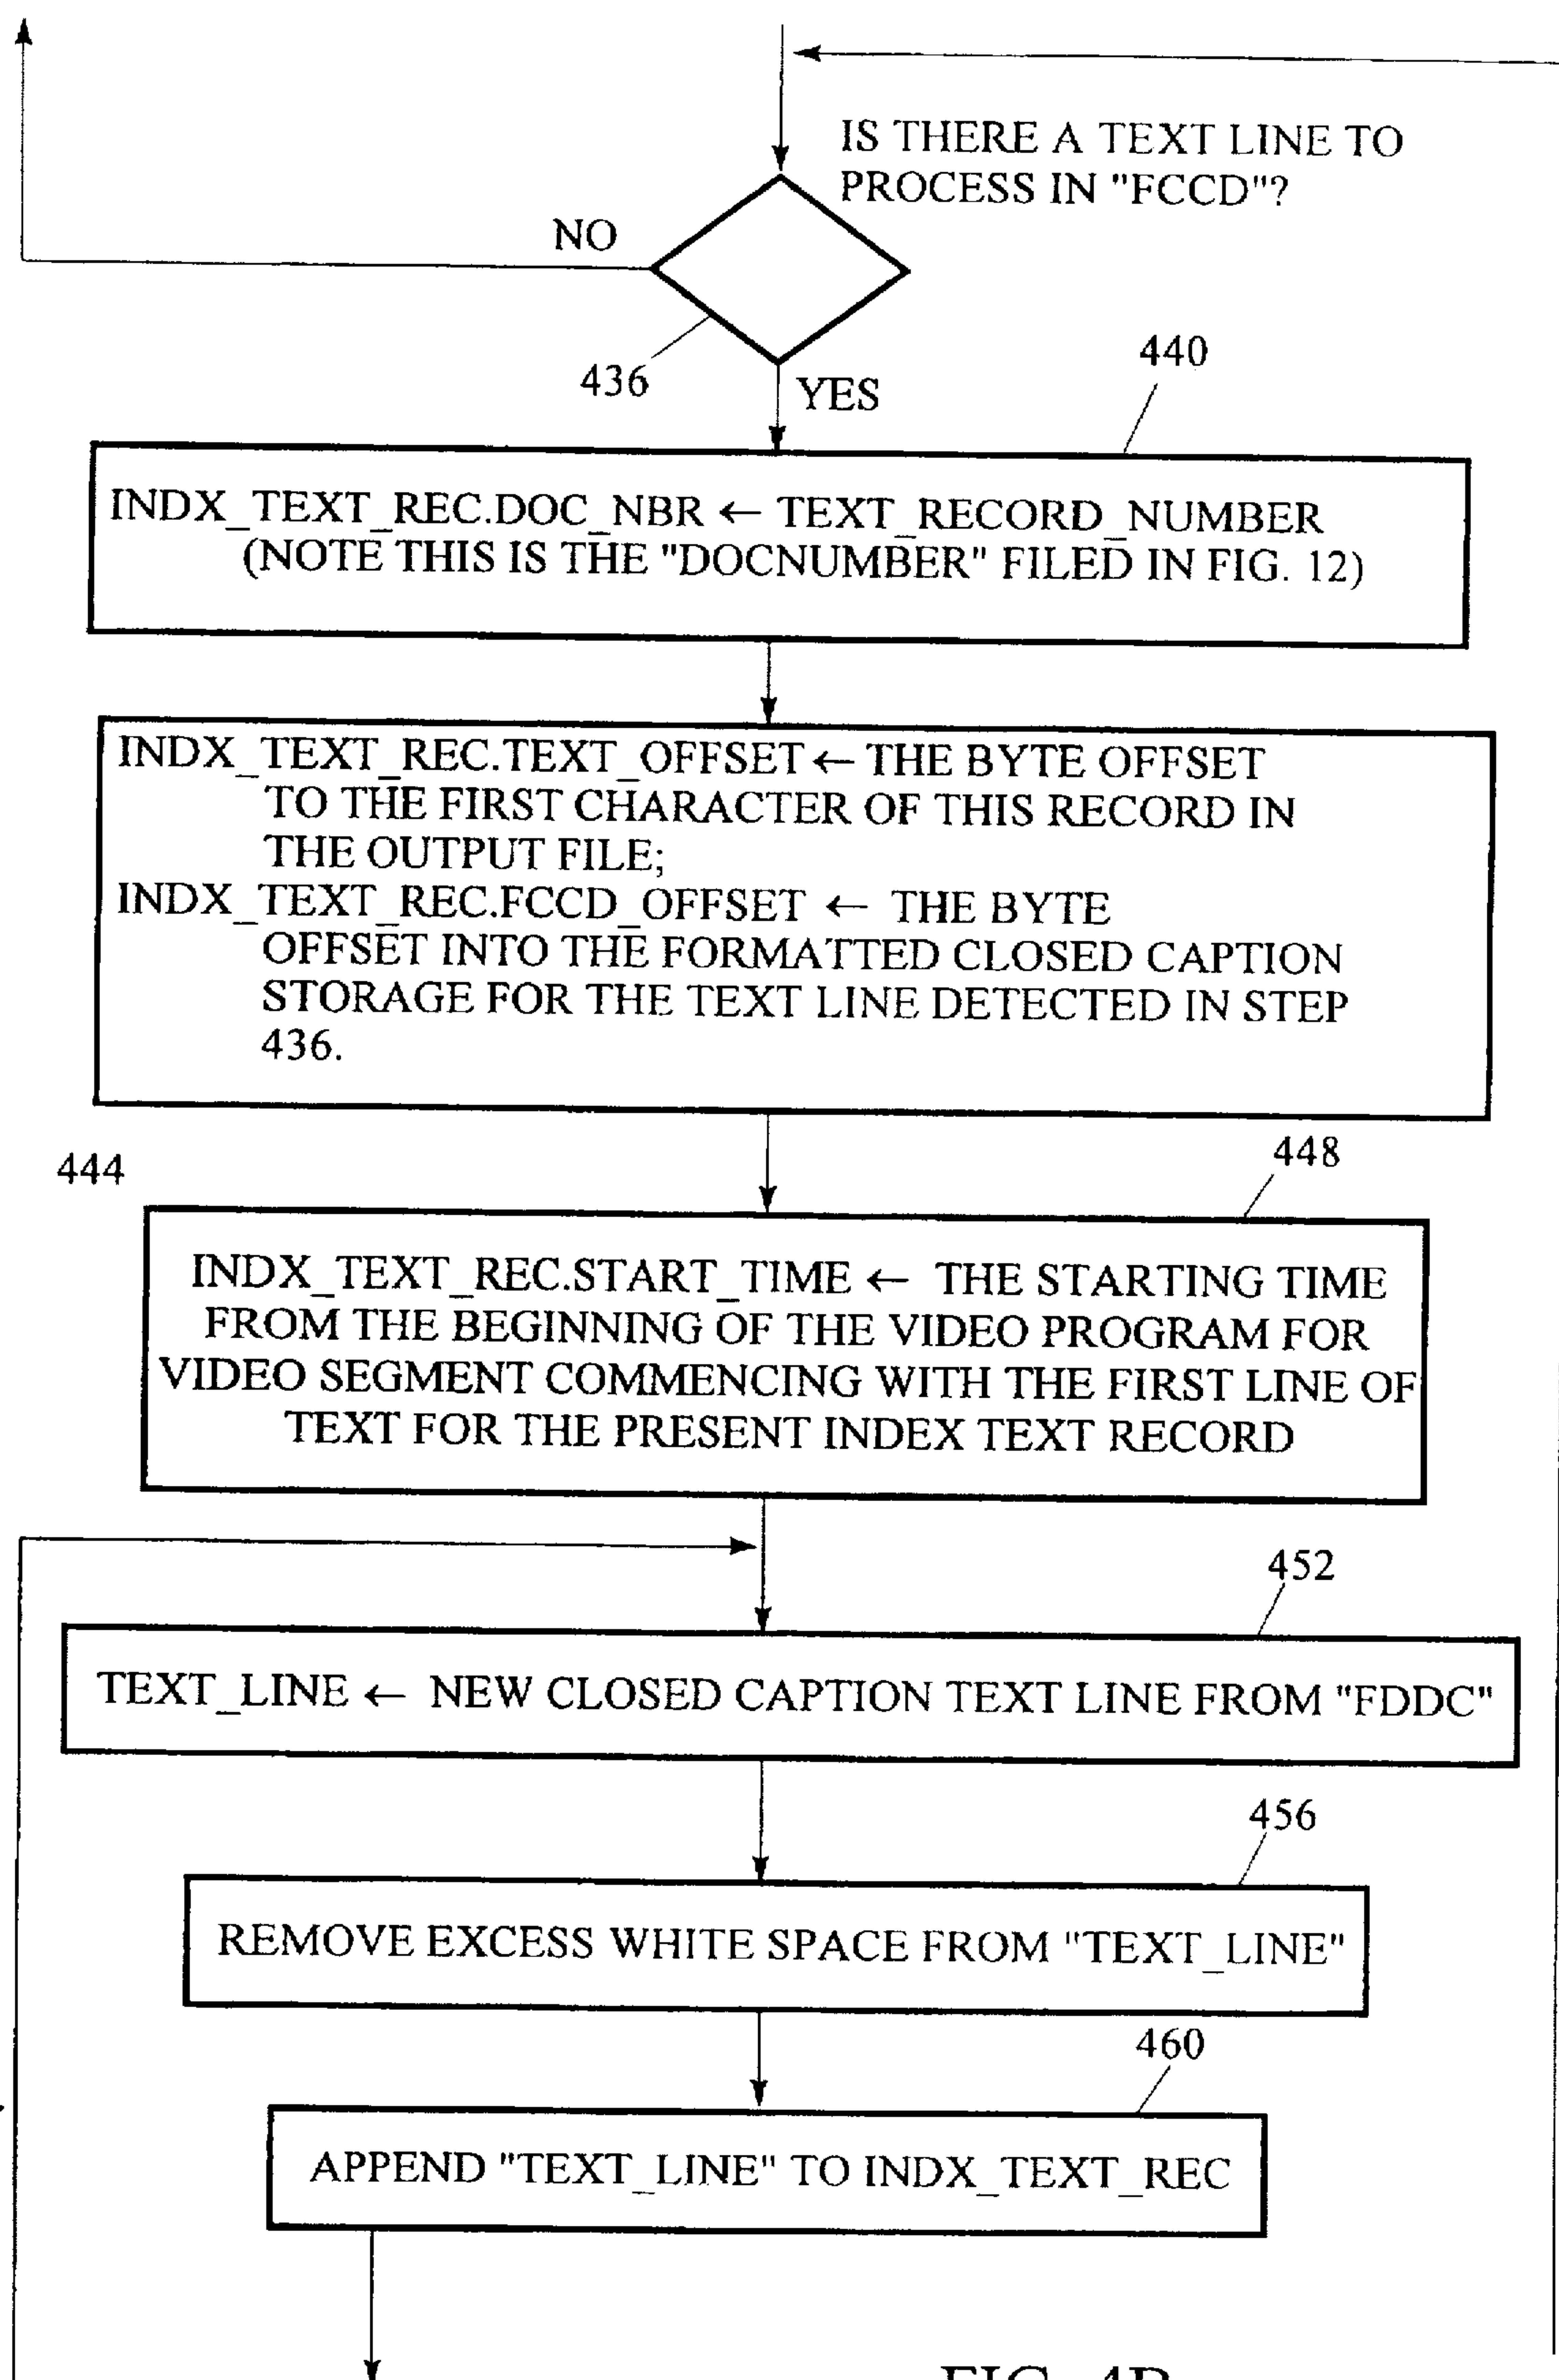 IS THERE A TEXT LINE TO
PROCESS IN "FCCD"?
NO
436
YES
440
INDX_TEXT_REC.DOC_NBR ← TEXT_RECORD_NUMBER
(NOTE THIS IS THE "DOCNUMBER" FILED IN FIG. 12)
INDX_TEXT_REC.TEXT_OFFSET ← THE BYTE OFFSET
TO THE FIRST CHARACTER OF THIS RECORD IN
THE OUTPUT FILE;
INDX_TEXT_REC.FCCD_OFFSET ← THE BYTE
OFFSET INTO THE FORMATTED CLOSED CAPTION
STORAGE FOR THE TEXT LINE DETECTED IN STEP
436.
444
448
INDX_TEXT_REC.START_TIME ← THE STARTING TIME
FROM THE BEGINNING OF THE VIDEO PROGRAM FOR
VIDEO SEGMENT COMMENCING WITH THE FIRST LINE OF
TEXT FOR THE PRESENT INDEX TEXT RECORD
452
TEXT_LINE ← NEW CLOSED CAPTION TEXT LINE FROM "FDDC"
456
REMOVE EXCESS WHITE SPACE FROM "TEXT_LINE"
460
APPEND "TEXT_LINE" TO INDX_TEXT_REC